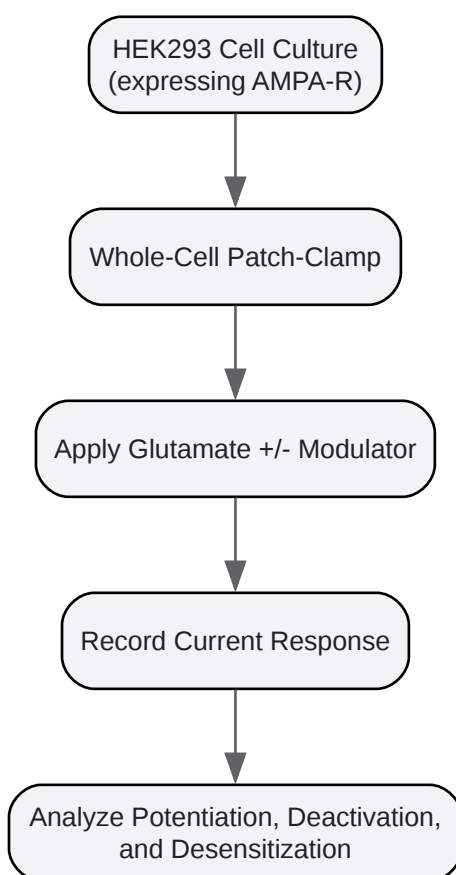 HEK293 Cell Culture
(expressing AMPA-R)
Whole-Cell Patch-Clamp
Apply Glutamate +/- Modulator
Record Current Response
Analyze Potentiation, Deactivation,
and Desensitization